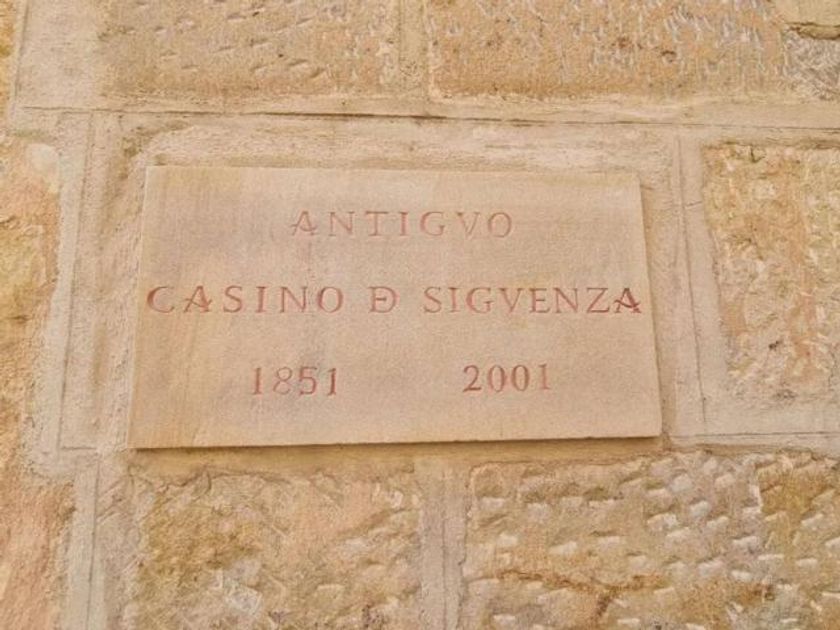 ANTIGVO
CASINO Đ SIGVENZA
1851 2001